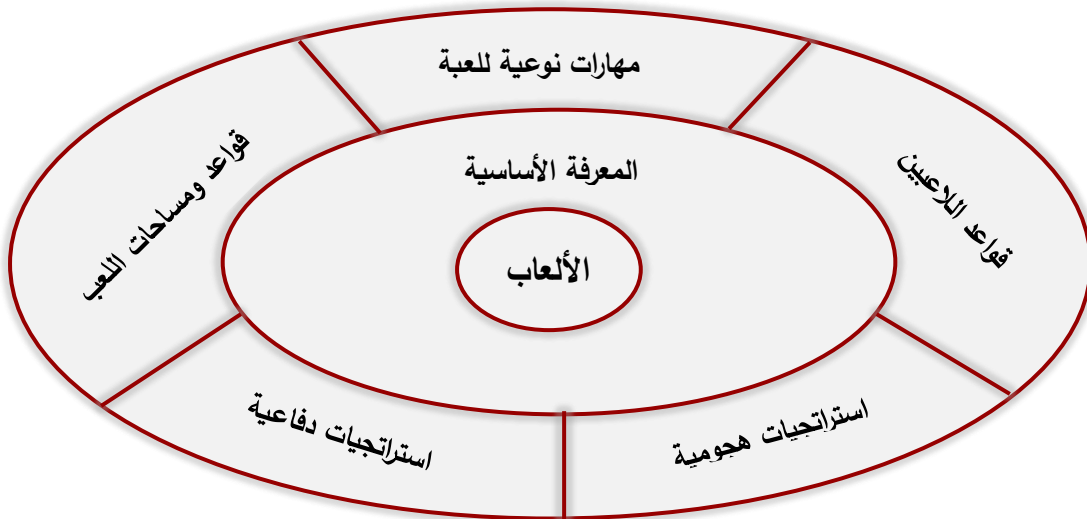 مهارات نوعية للعبة
قواعد اللاعبين
قواعد ومساحات اللعب
المعرفة الأساسية
الألعاب
استراتجيات هجومية
استراتجيات دفاعية